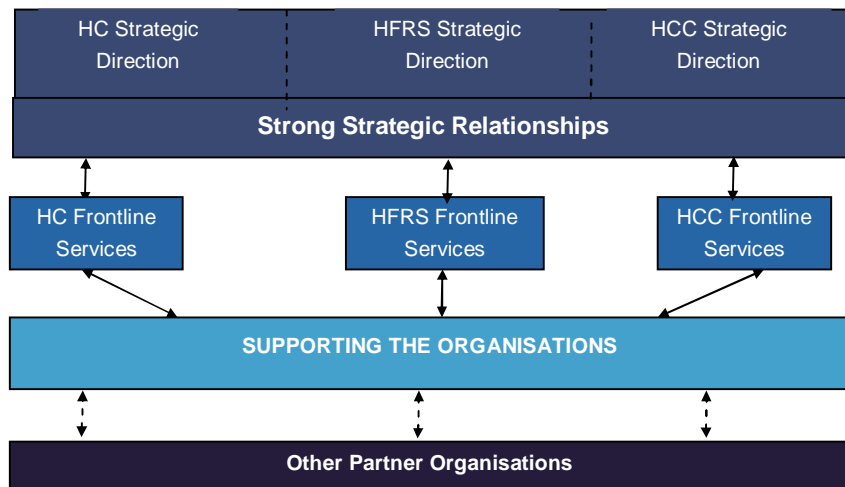 HC Strategic
Direction
HFRS Strategic
Direction
HCC Strategic
Direction
Strong Strategic Relationships
HC Frontline
Services
HFRS Frontline
Services
HCC Frontline
Services
SUPPORTING THE ORGANISATIONS
Other Partner Organisations